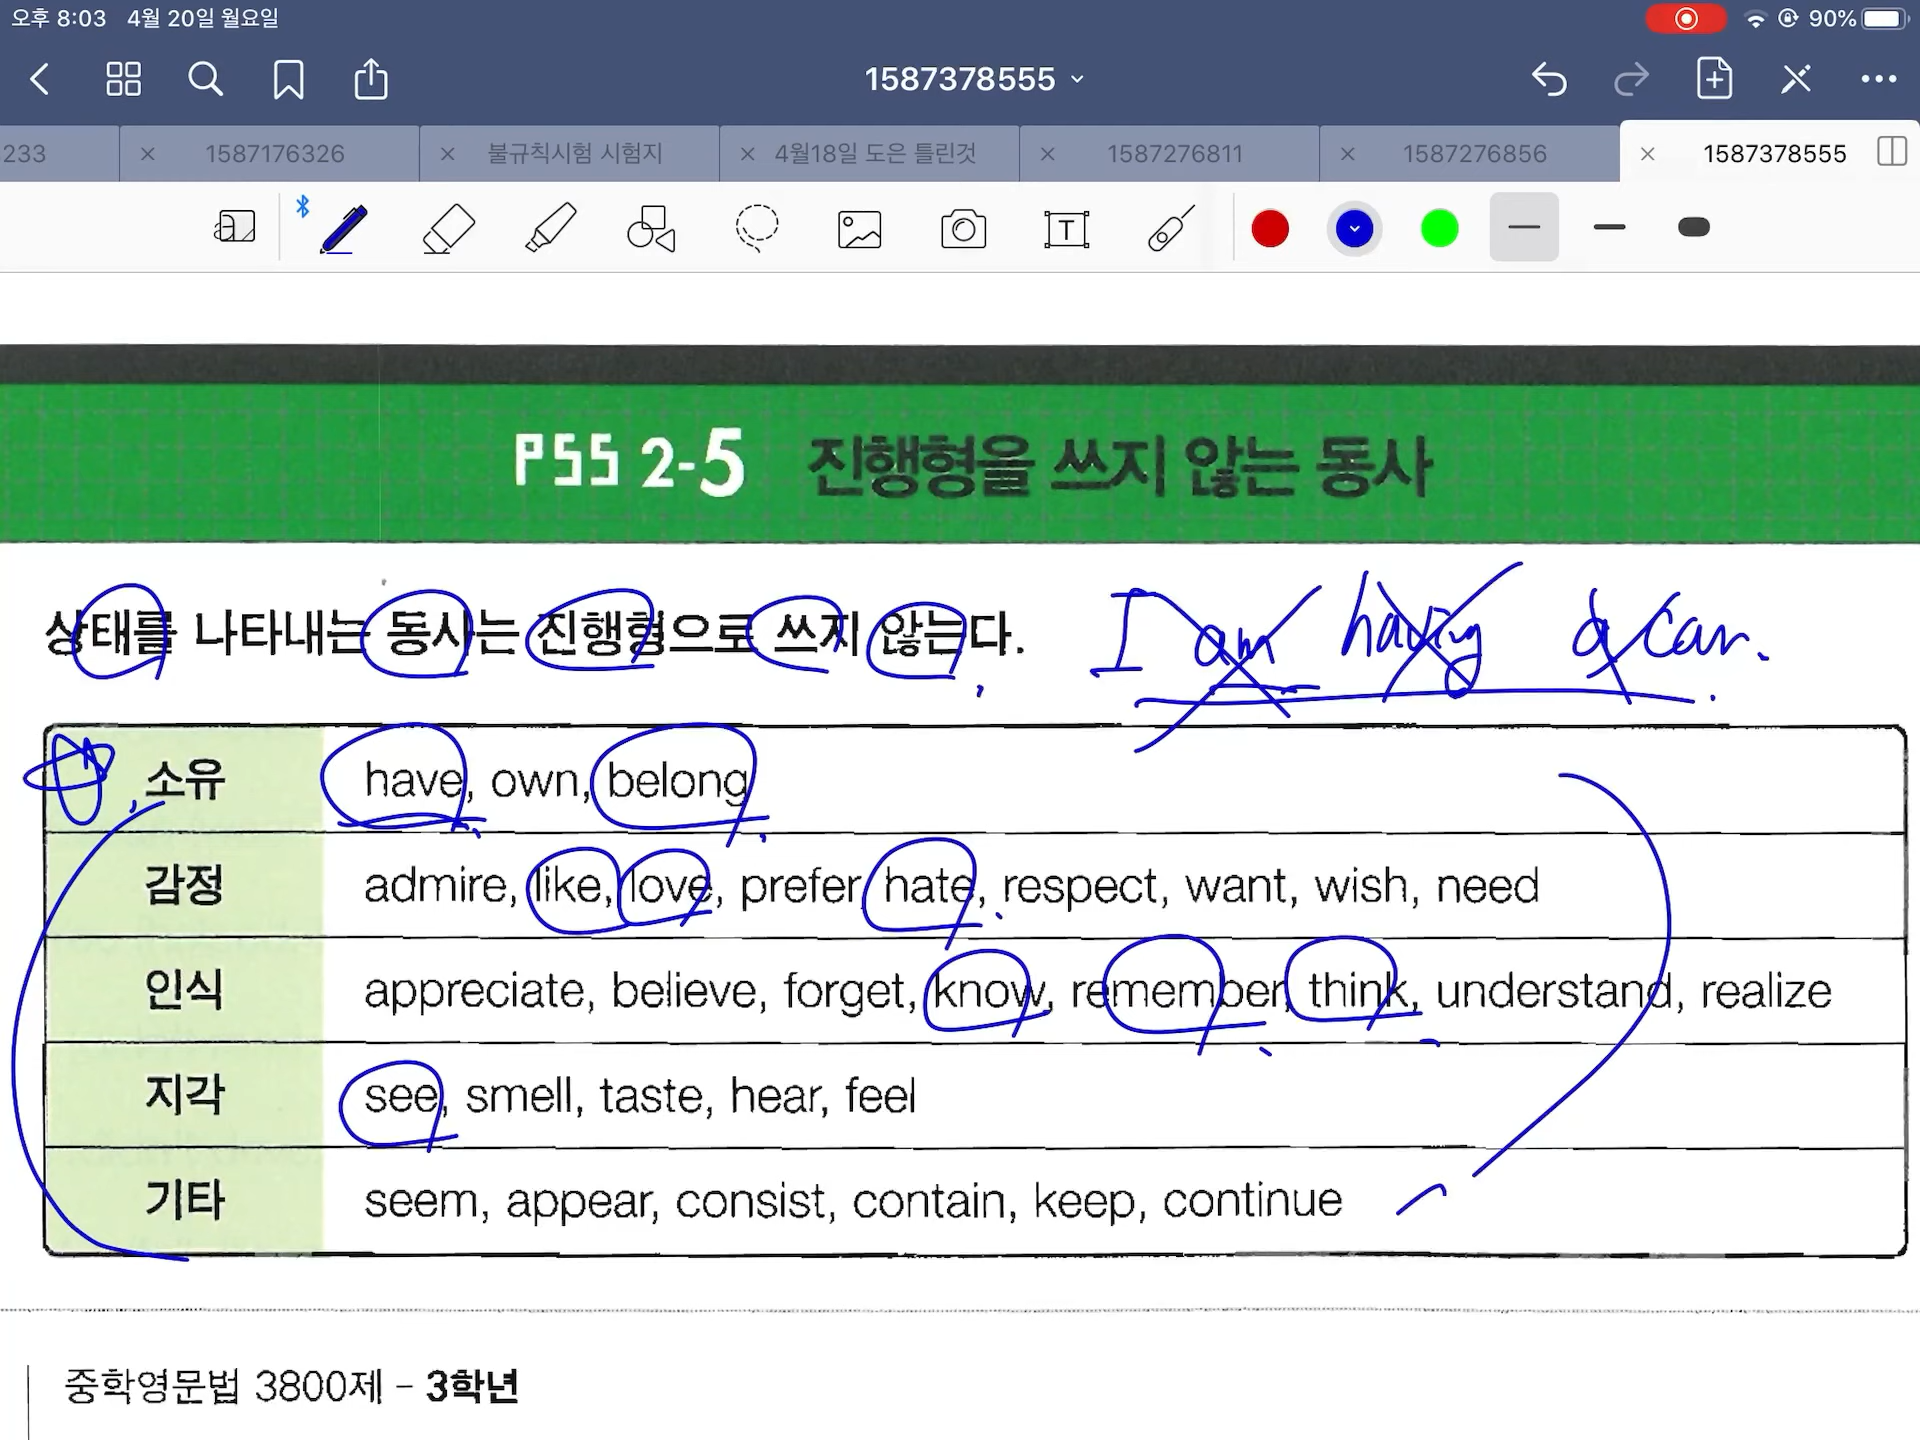 오후 8:03 4월 20일 월요일 90%
1587378555
233 1587176326 불규칙시험 시험지 4월18일 도은 틀린것 1587276811 1587276856 1587378555
PSS 2-5 진행형을 쓰지 않는 동사
상태를 나타내는 동사는 진행형으로 쓰지 않는다. I am having a car.
소유 have, own, belong
감정 admire, like, love, prefer, hate, respect, want, wish, need
인식 appreciate, believe, forget, know, remember, think, understand, realize
지각 see, smell, taste, hear, feel
기타 seem, appear, consist, contain, keep, continue
중학영문법 3800제 - 3학년